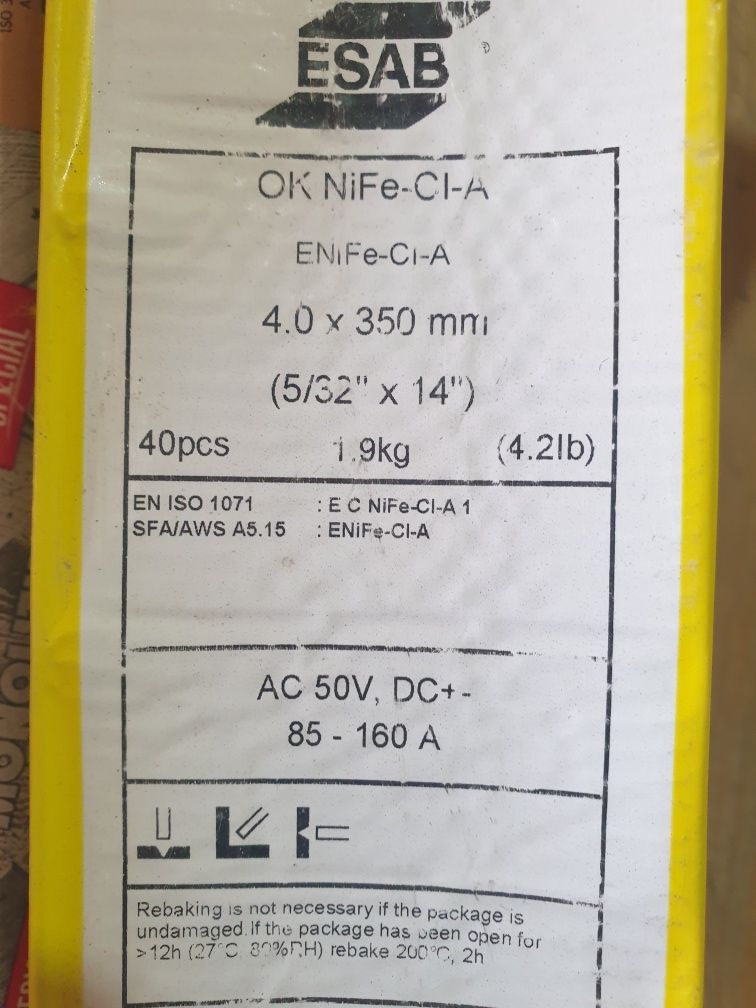 ESAB
OK NiFe-CI-A
ENiFe-Ci-A
4.0 x 350 mm
(5/32" x 14")
40pcs 1.9kg (4.2lb)
EN ISO 1071 : E C NiFe-CI-A 1
SFA/AWS A5.15 : ENiFe-CI-A
AC 50V, DC+-
85 - 160 A
Rebaking is not necessary if the package is
undamaged. If the package has been open for
>12h (27°C, 80%RH) rebake 200°C, 2h
ISO
SPECIAL